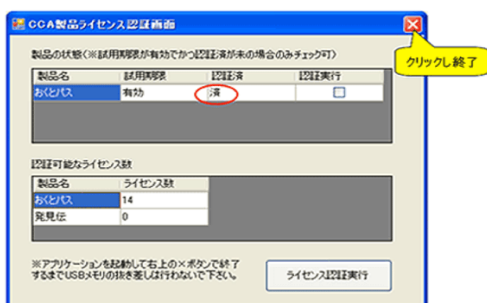 CCA製品ライセンス認証画面
製品の状態(※試用期限が有効でかつ認証済が未の場合のみチェック可)
製品名 試用期限 認証済 認証実行
おくとパス 有効 済
クリックし終了
認証可能なライセンス数
製品名 ライセンス数
おくとパス 14
発見伝 0
※アプリケーションを起動して右上の×ボタンで終了
するまでUSBメモリの抜き差しは行わないで下さい。
ライセンス認証実行